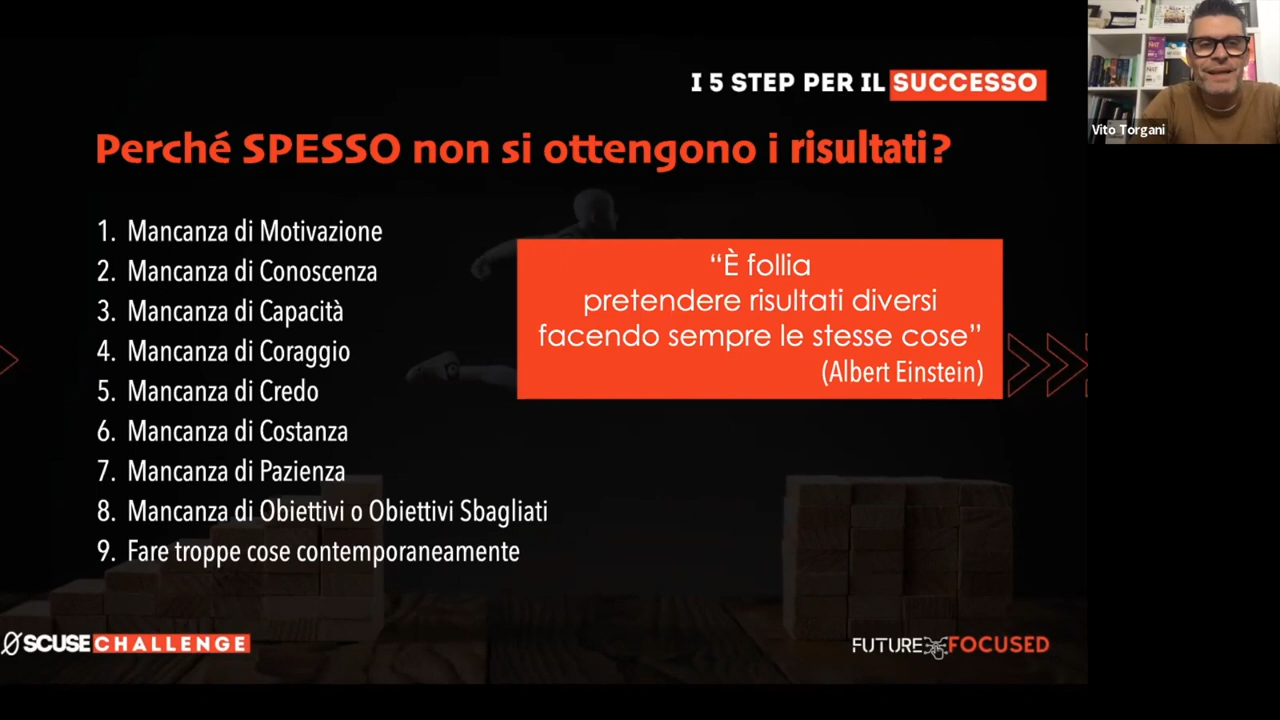 I 5 STEP PER IL SUCCESSO
Perché SPESSO non si ottengono i risultati?
1. Mancanza di Motivazione
2. Mancanza di Conoscenza
3. Mancanza di Capacità
4. Mancanza di Coraggio
5. Mancanza di Credo
6. Mancanza di Costanza
7. Mancanza di Pazienza
8. Mancanza di Obiettivi o Obiettivi Sbagliati
9. Fare troppe cose contemporaneamente
“È follia
pretendere risultati diversi
facendo sempre le stesse cose”
(Albert Einstein)
Ø SCUSE CHALLENGE
FUTURE FOCUSED
Vito Torgani